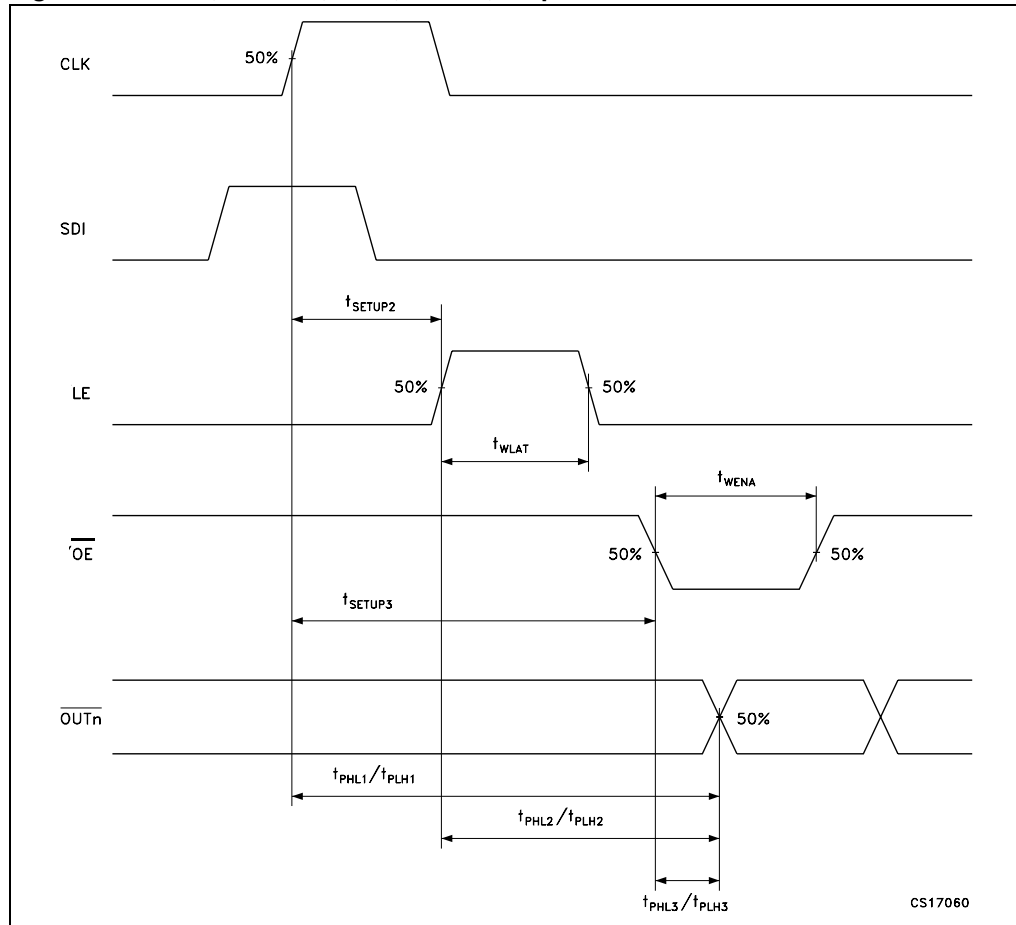 50%
CLK
SDI
tSETUP2
LE
50%
50%
tWLAT
tWENA
'OE
50%
50%
tSETUP3
OUTn
50%
tPHL1/tPLH1
tPHL2/tPLH2
tPHL3/tPLH3
CS17060